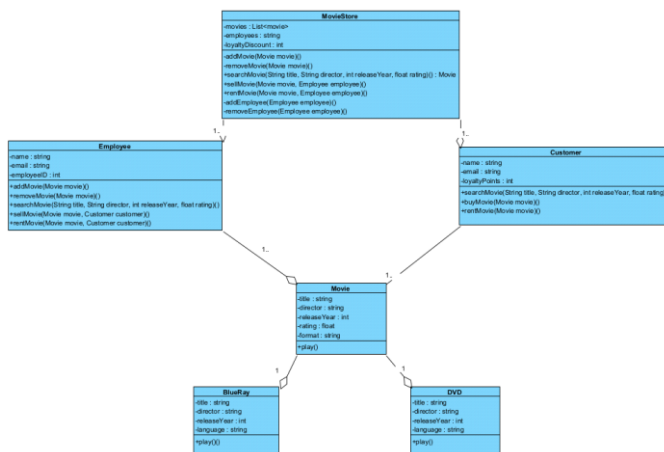 MovieStore
-movies : List<movie>
-employees : string
-loyaltyDiscount : int
-addMovie(Movie movie)()
-removeMovie(Movie movie)()
+searchMovie(String title, String director, int releaseYear, float rating)() : Movie
+sellMovie(Movie movie, Employee employee)()
+rentMovie(Movie movie, Employee employee)()
-addEmployee(Employee employee)()
-removeEmployee(Employee employee)()
1..
1..
Employee
-name : string
-email : string
-employeeID : int
+addMovie(Movie movie)()
+removeMovie(Movie movie)()
+searchMovie(String title, String director, int releaseYear, float rating)()
+sellMovie(Movie movie, Customer customer)()
+rentMovie(Movie movie, Customer customer)()
Customer
-name : string
-email : string
-loyaltyPoints : int
+searchMovie(String title, String director, int releaseYear, float rating)
+buyMovie(Movie movie)()
+rentMovie(Movie movie)()
1..
1..
Movie
-title : string
-director : string
-releaseYear : int
-rating : float
-format : string
+play()
1
1
BlueRay
-title : string
-director : string
-releaseYear : int
-language : string
+play()()
DVD
-title : string
-director : string
-releaseYear : int
-language : string
+play()